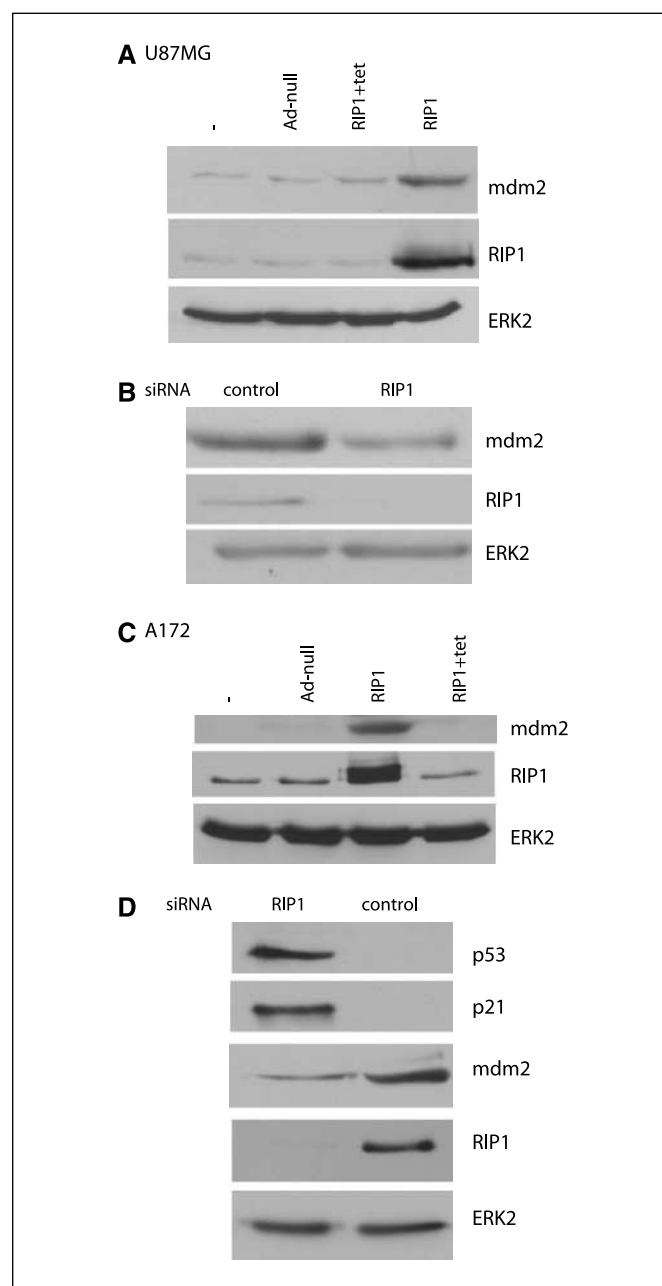 A U87MG
- Ad-null RIP1+tet RIP1
mdm2
RIP1
ERK2
B siRNA control RIP1
mdm2
RIP1
ERK2
C A172
- Ad-null RIP1 RIP1+tet
mdm2
RIP1
ERK2
D siRNA RIP1 control
p53
p21
mdm2
RIP1
ERK2